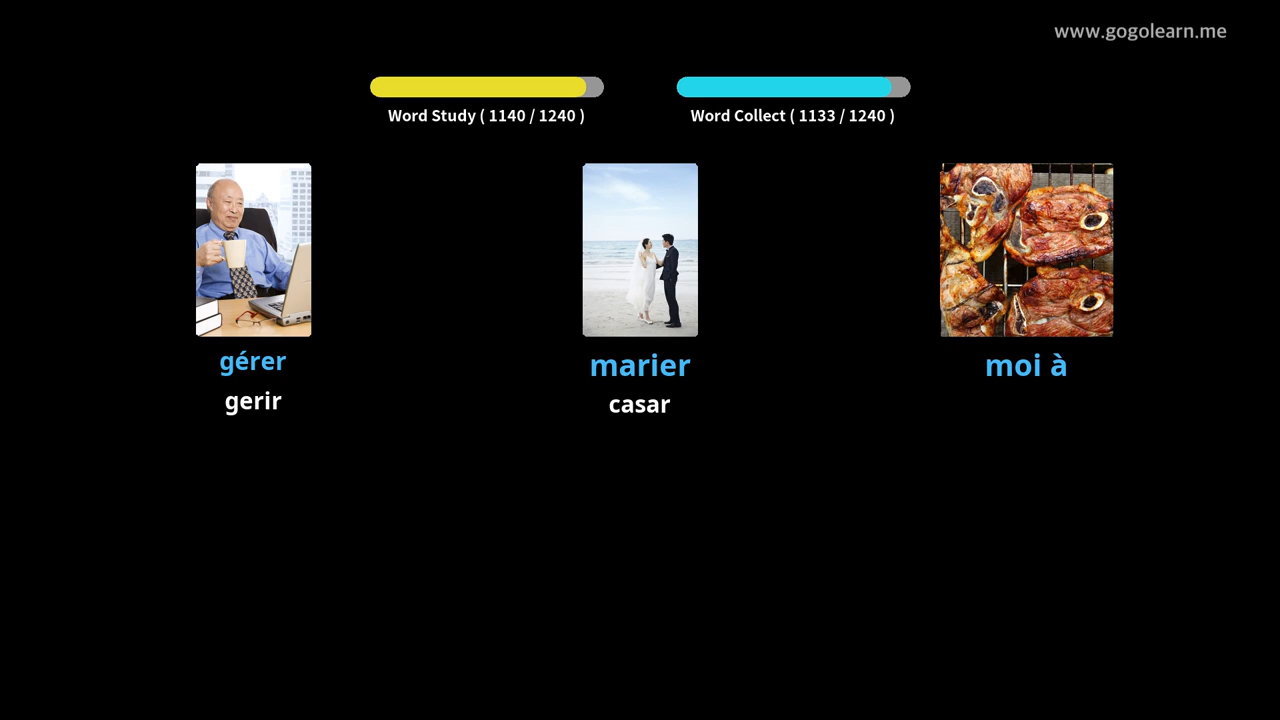 www.gogolearn.me
Word Study ( 1140 / 1240 )
Word Collect ( 1133 / 1240 )
gérer
gerir
marier
casar
moi à